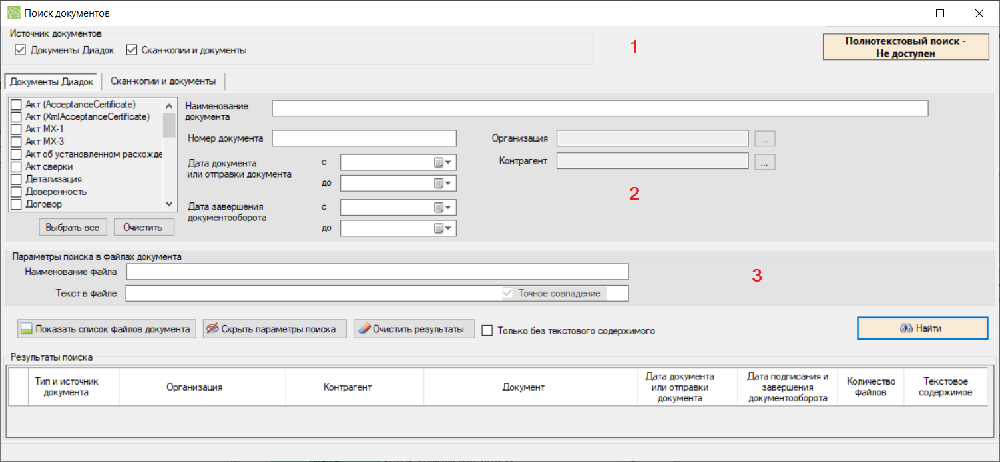 Поиск документов
Источник документов
Документы Диадок
Скан-копии и документы
1
Полнотекстовый поиск -
Не доступен
Документы Диадок
Скан-копии и документы
Акт (AcceptanceCertificate)
Акт (XmlAcceptanceCertificate)
Акт МХ-1
Акт МХ-3
Акт об установленном расхожде
Акт сверки
Детализация
Доверенность
Договор
Выбрать все
Очистить
Наименование
документа
Номер документа
Дата документа
или отправки документа
с
до
Дата завершения
документооборота
с
до
Организация
...
Контрагент
...
2
Параметры поиска в файлах документа
Наименование файла
Текст в файле
Точное совпадение
3
Показать список файлов документа
Скрыть параметры поиска
Очистить результаты
Только без текстового содержимого
Найти
Результаты поиска
Тип и источник
документа
Организация
Контрагент
Документ
Дата документа
или отправки
документа
Дата подписания и
завершения
документооборота
Количество
файлов
Текстовое
содержимое